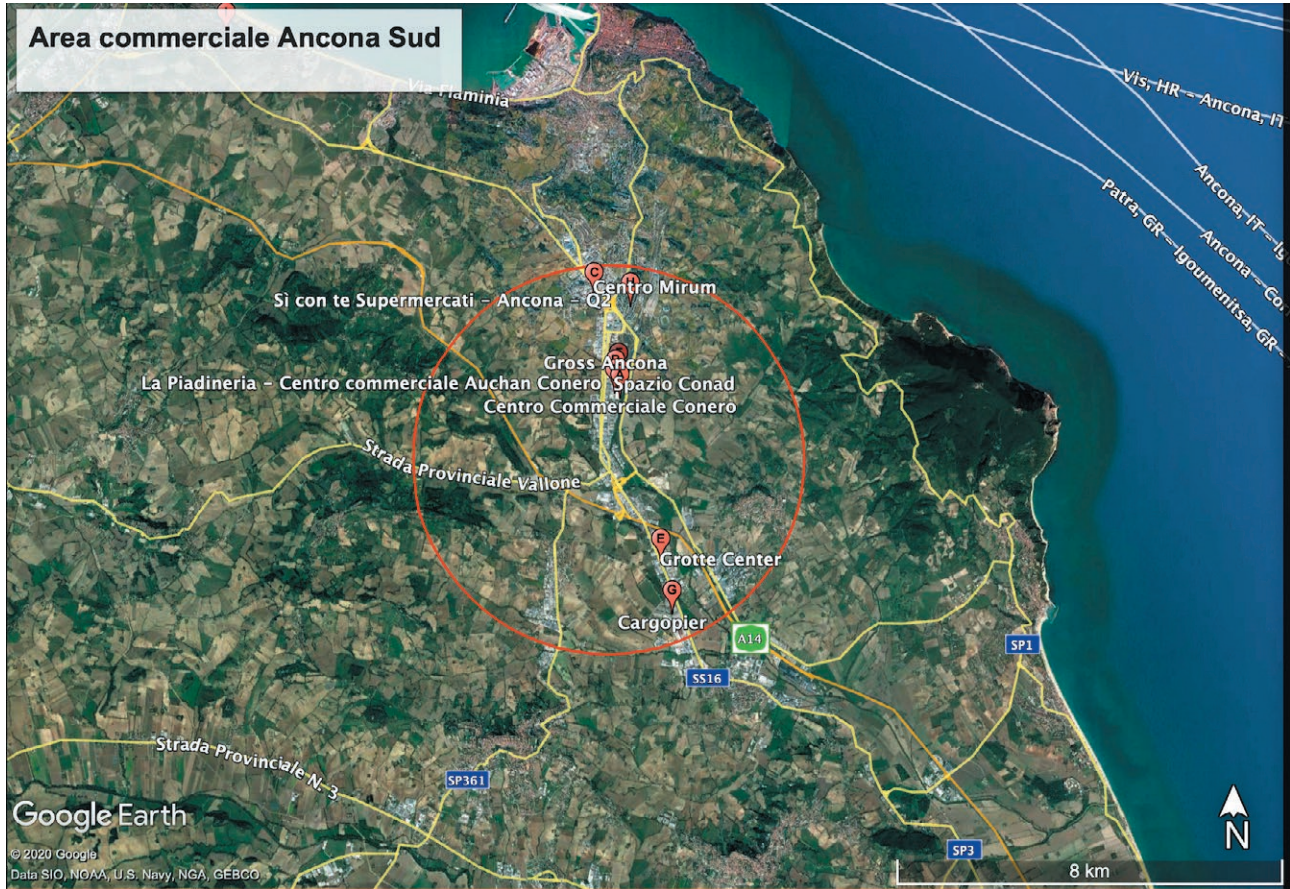 Area commerciale Ancona Sud
Via Flaminia
Vis, HR – Ancona, IT
Ancona, IT – Ig
Patra, GR – Igoumenitsa, GR –
Ancona – Cor
C
H
Centro Mirum
Sì con te Supermercati – Ancona – Q2
Gross Ancona
A
La Piadineria – Centro commerciale Auchan Conero
Spazio Conad
Centro Commerciale Conero
Strada Provinciale Vallone
E
Grotte Center
G
Cargopier
A14
SP1
SS16
Strada Provinciale N. 3
SP361
Google Earth
N
© 2020 Google
Data SIO, NOAA, U.S. Navy, NGA, GEBCO
SP3
8 km